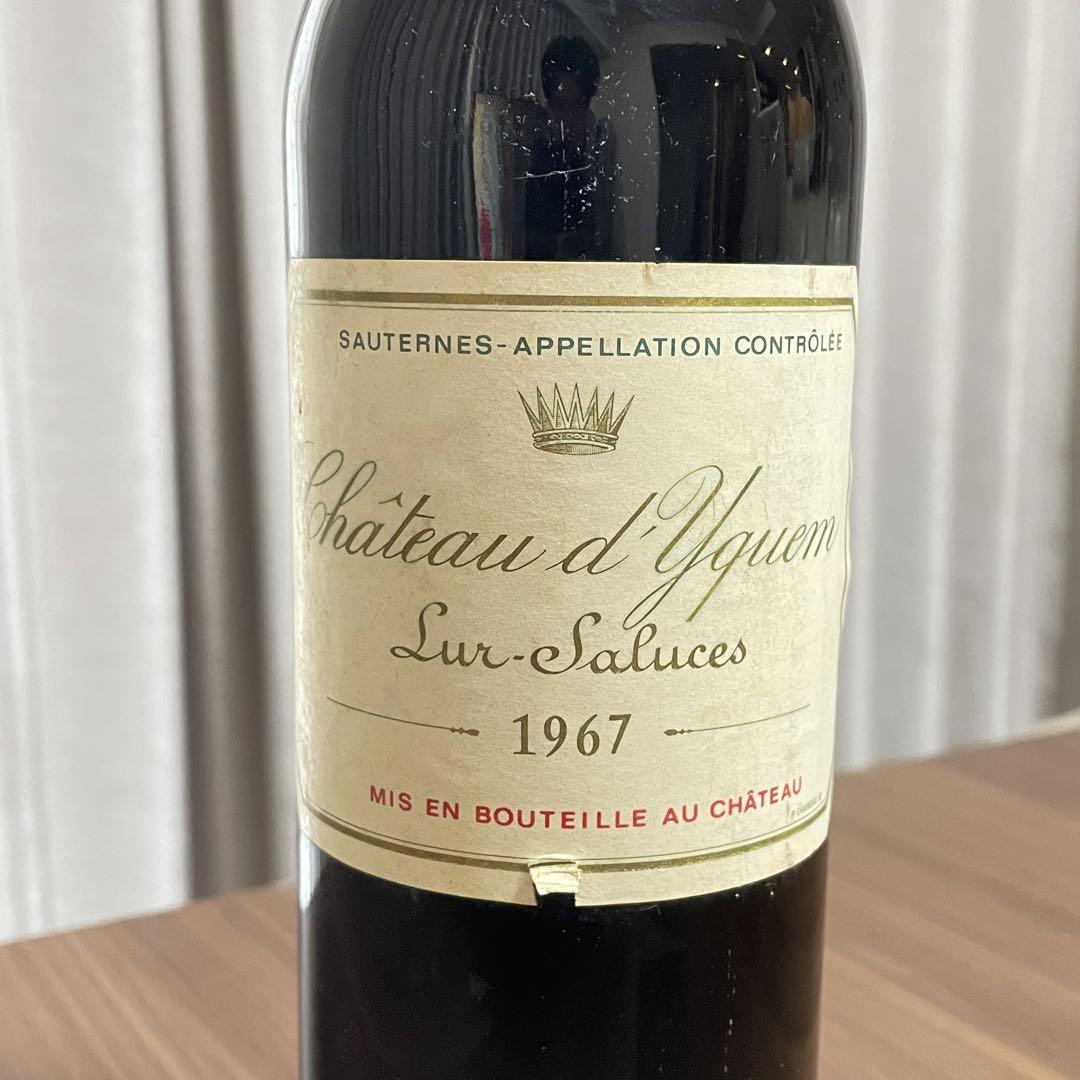 SAUTERNES-APPELLATION CONTRÔLÉE
Château d'Yquem
Lur-Saluces
1967
MIS EN BOUTEILLE AU CHÂTEAU